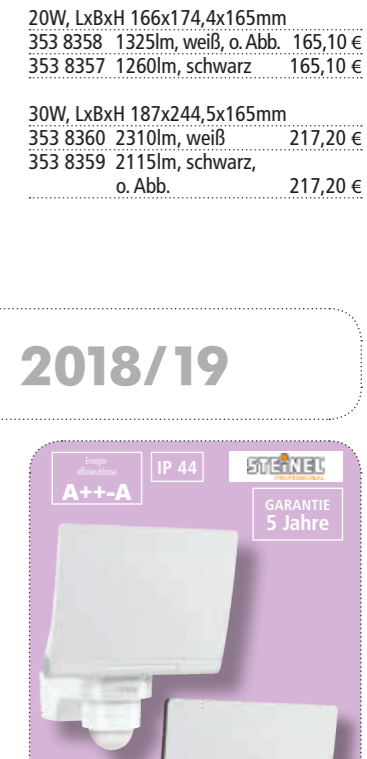 20W, LxBxH 166x174,4x165mm
353 8358 1325lm, weiß, o. Abb. 165,10 €
353 8357 1260lm, schwarz 165,10 €
30W, LxBxH 187x244,5x165mm
353 8360 2310lm, weiß 217,20 €
353 8359 2115lm, schwarz,
o. Abb. 217,20 €
2018/19
Energie-
effizienzklasse
A++-A
IP 44
STEINEL
PROFESSIONAL
GARANTIE
5 Jahre